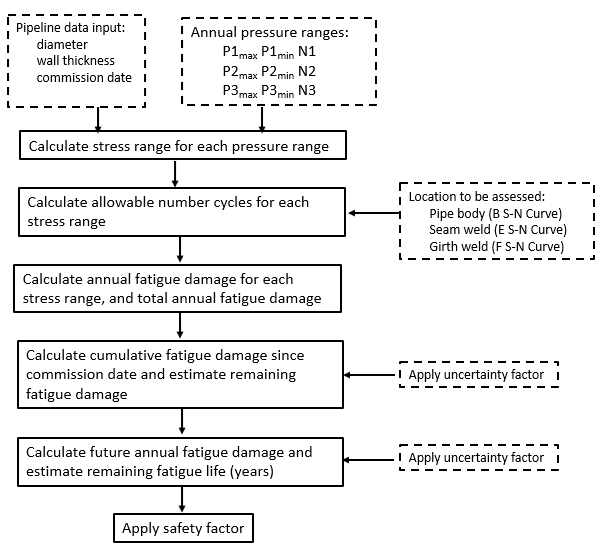 Pipeline data input:
diameter
wall thickness
commission date
Annual pressure ranges:
P1max P1min N1
P2max P2min N2
P3max P3min N3
Calculate stress range for each pressure range
Calculate allowable number cycles for each
stress range
Location to be assessed:
Pipe body (B S-N Curve)
Seam weld (E S-N Curve)
Girth weld (F S-N Curve)
Calculate annual fatigue damage for each
stress range, and total annual fatigue damage
Calculate cumulative fatigue damage since
commission date and estimate remaining
fatigue damage
Apply uncertainty factor
Calculate future annual fatigue damage and
estimate remaining fatigue life (years)
Apply uncertainty factor
Apply safety factor